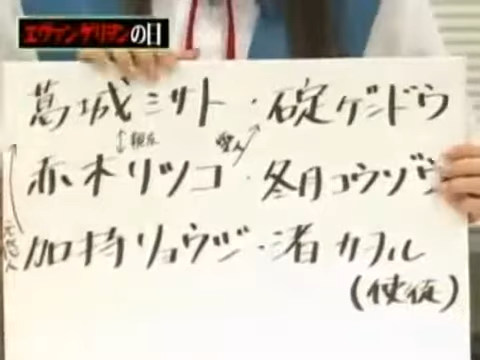 エヴァンゲリヲンの日
葛城ミサト・碇ゲンドウ
赤木リツコ・冬月コウゾウ
加持リョウジ・渚カヲル
(使徒)